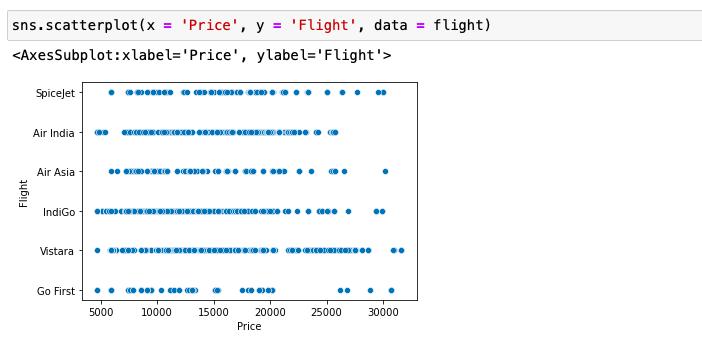 sns.scatterplot(x = 'Price', y = 'Flight', data = flight)
<AxesSubplot:xlabel='Price', ylabel='Flight'>
SpiceJet
Air India
Air Asia
IndiGo
Vistara
Go First
Flight
5000 10000 15000 20000 25000 30000
Price